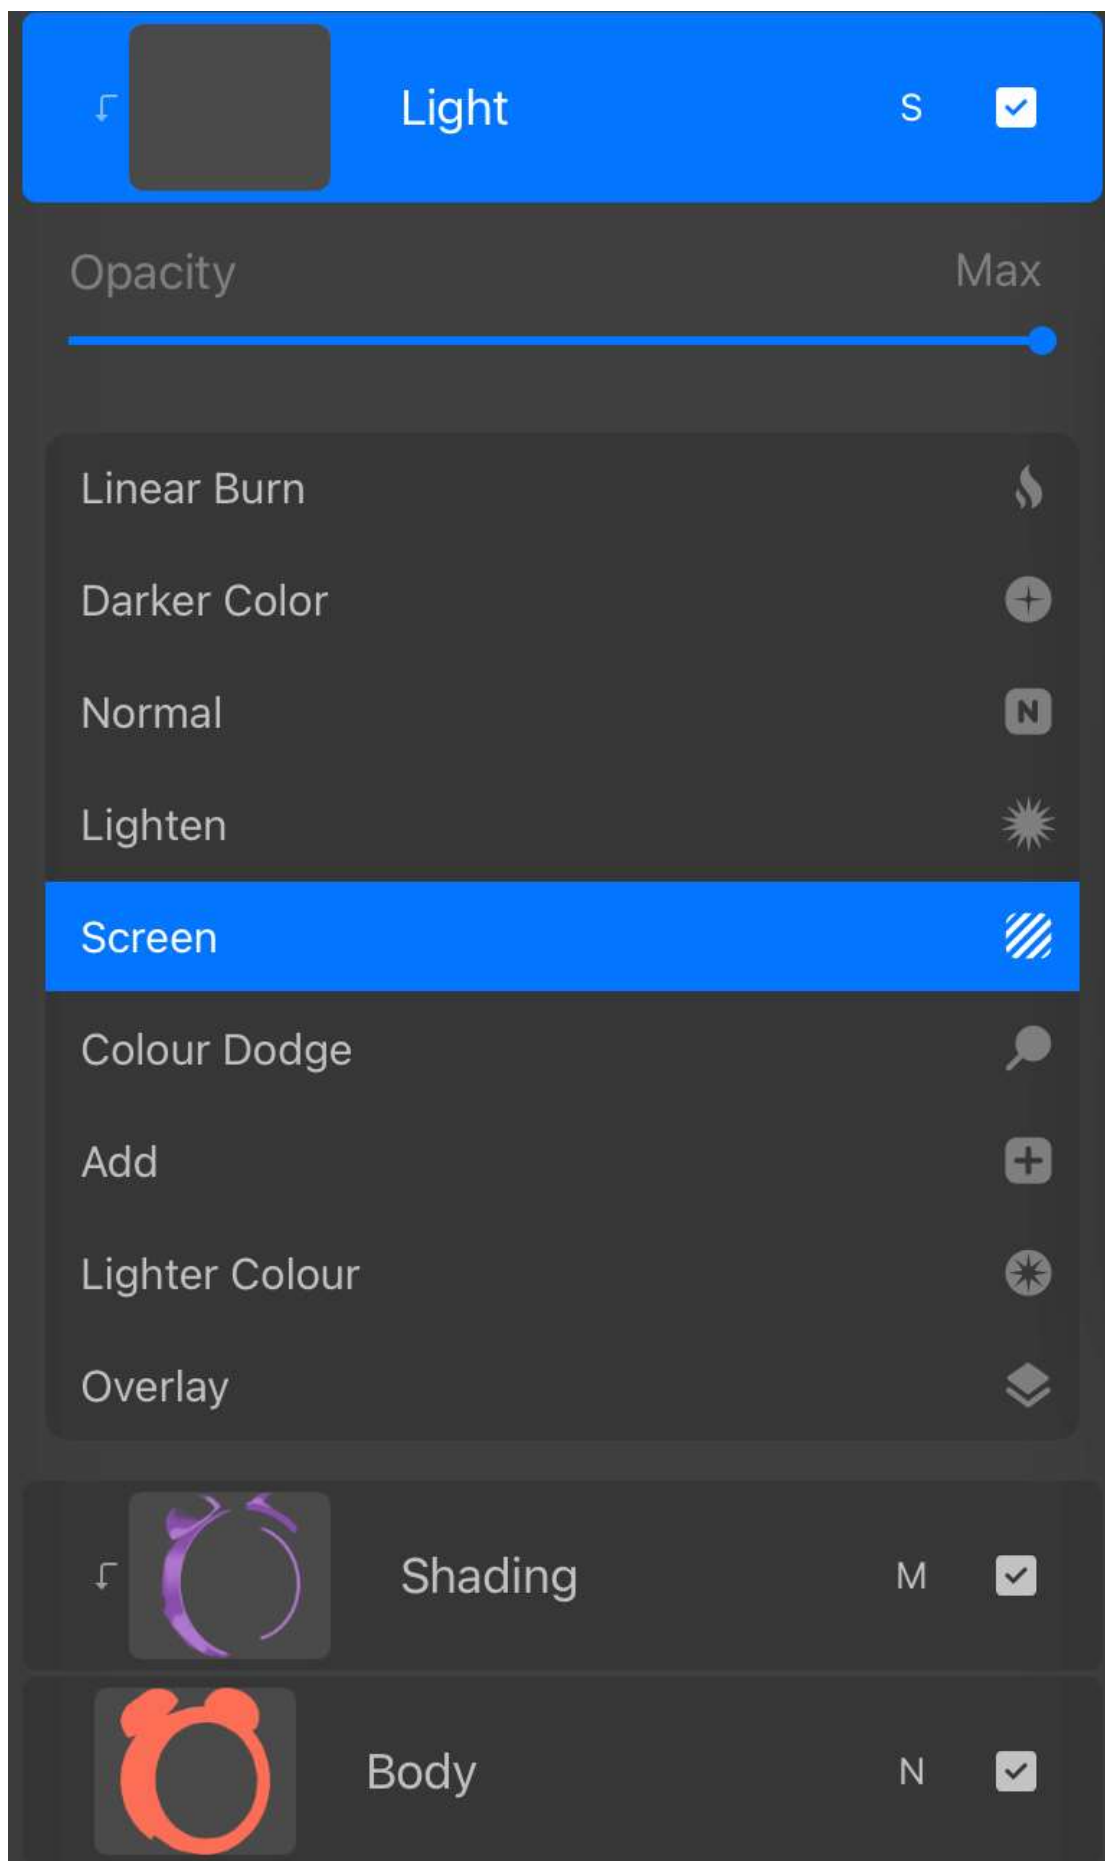 Light S
Opacity Max
Linear Burn
Darker Color
Normal N
Lighten
Screen
Colour Dodge
Add
Lighter Colour
Overlay
Shading M
Body N